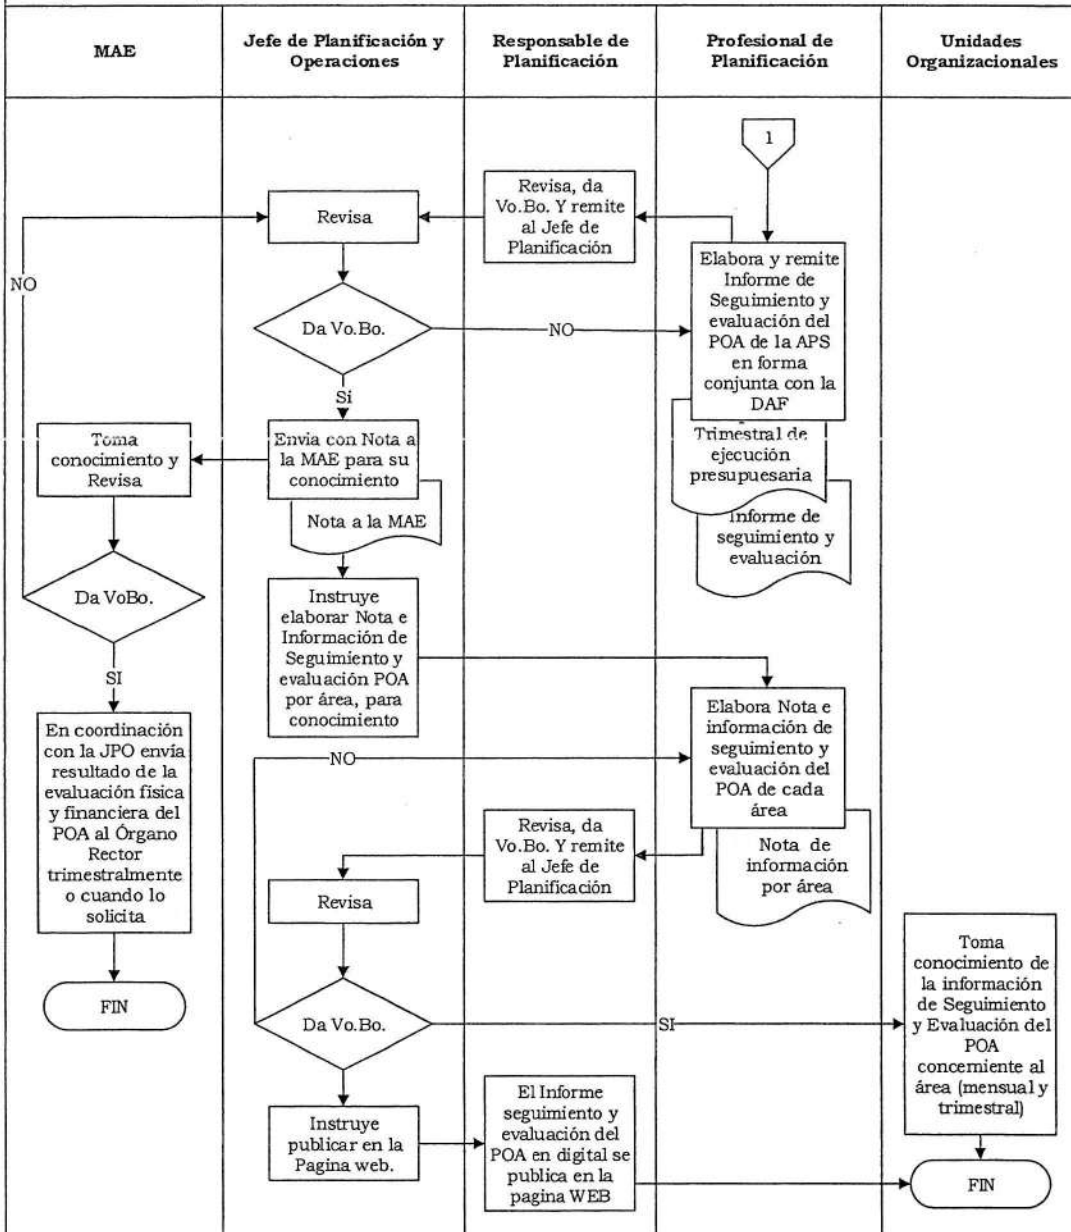 MAE
Jefe de Planificación y
Operaciones
Responsable de
Planificación
Profesional de
Planificación
Unidades
Organizacionales
1
Revisa, da
Vo.Bo. Y remite
al Jefe de
Planificación
Revisa
NO
Elabora y remite
Informe de
Seguimiento y
evaluación del
POA de la APS
en forma
conjunta con la
DAF
Da Vo.Bo.
NO
Si
Trimestral de
ejecución
presupuesaria
Informe de
seguimiento y
evaluación
Toma
conocimiento y
Revisa
Envia con Nota a
la MAE para su
conocimiento
Nota a la MAE
Da VoBo.
SI
Instruye
elaborar Nota e
Información de
Seguimiento y
evaluación POA
por área, para
conocimiento
En coordinación
con la JPO envía
resultado de la
evaluación física
y financiera del
POA al Órgano
Rector
trimestralmente
o cuando lo
solicita
FIN
Elabora Nota e
información de
seguimiento y
evaluación del
POA de cada
área
NO
Nota de
información
por área
Revisa, da
Vo.Bo. Y remite
al Jefe de
Planificación
Revisa
Da Vo.Bo.
SI
Toma
conocimiento de
la información
de Seguimiento
y Evaluación del
POA
concerniente al
área (mensual y
trimestral)
Instruye
publicar en la
Pagina web.
El Informe
seguimiento y
evaluación del
POA en digital se
publica en la
pagina WEB
FIN